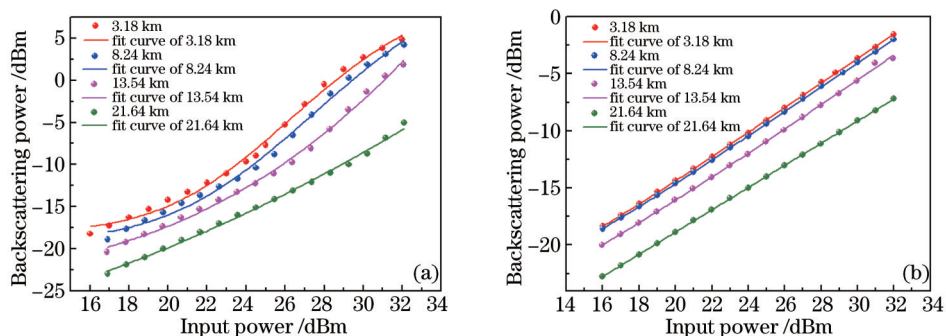 5
0
−5
−10
−15
−20
−25
Backscattering power /dBm
3.18 km
fit curve of 3.18 km
8.24 km
fit curve of 8.24 km
13.54 km
fit curve of 13.54 km
21.64 km
fit curve of 21.64 km
(a)
16 18 20 22 24 26 28 30 32 34
Input power /dBm
0
−5
−10
−15
−20
Backscattering power /dBm
3.18 km
fit curve of 3.18 km
8.24 km
fit curve of 8.24 km
13.54 km
fit curve of 13.54 km
21.64 km
fit curve of 21.64 km
(b)
14 16 18 20 22 24 26 28 30 32 34
Input power /dBm